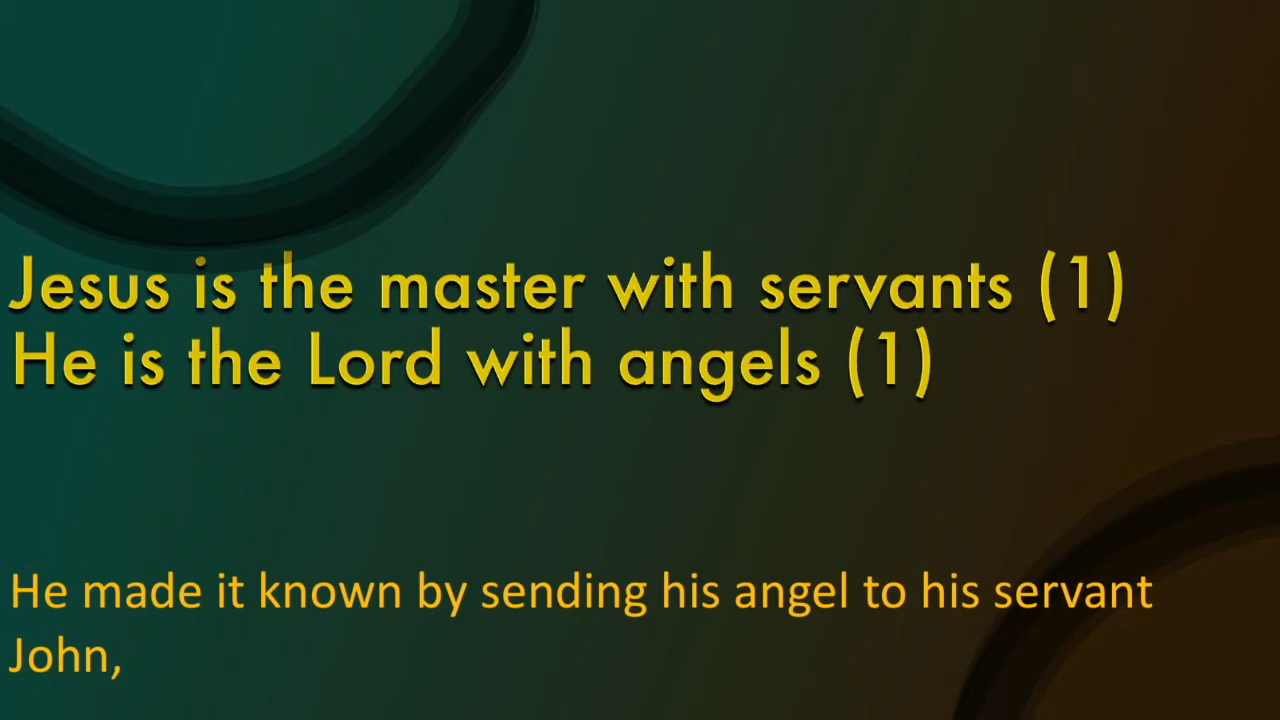 Jesus is the master with servants (1)
He is the Lord with angels (1)
He made it known by sending his angel to his servant
John,